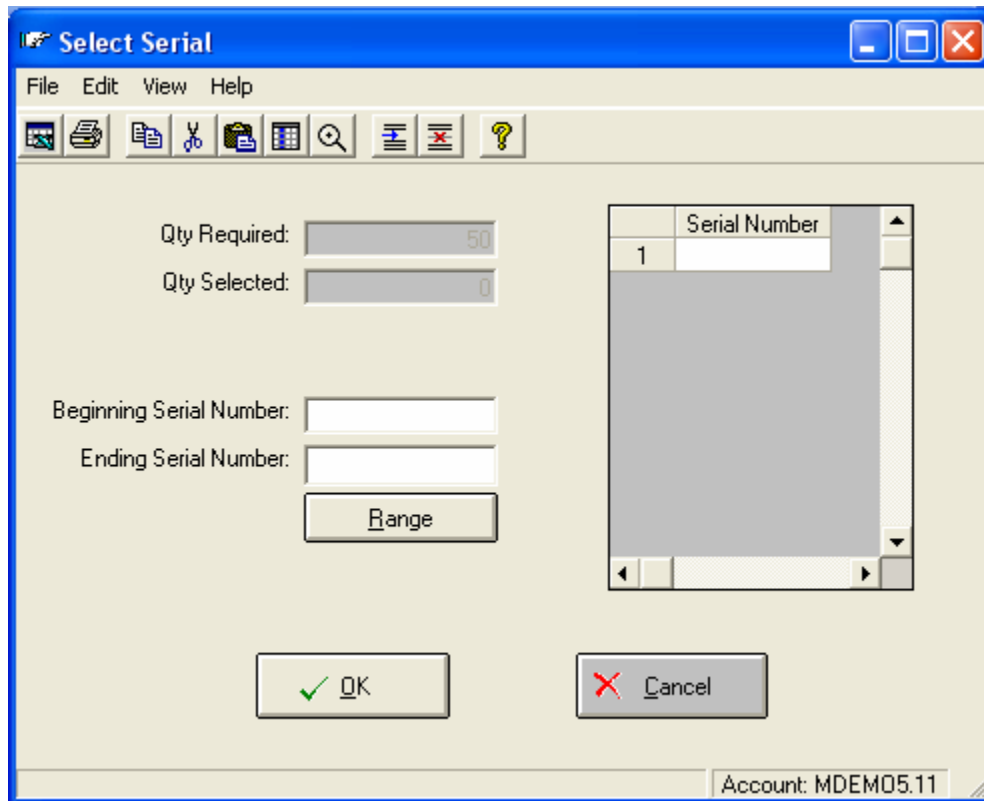 Select Serial
File Edit View Help
Qty Required: 50
Qty Selected: 0
Beginning Serial Number:
Ending Serial Number:
Range
Serial Number
1
OK
Cancel
Account: MDEMO5.11